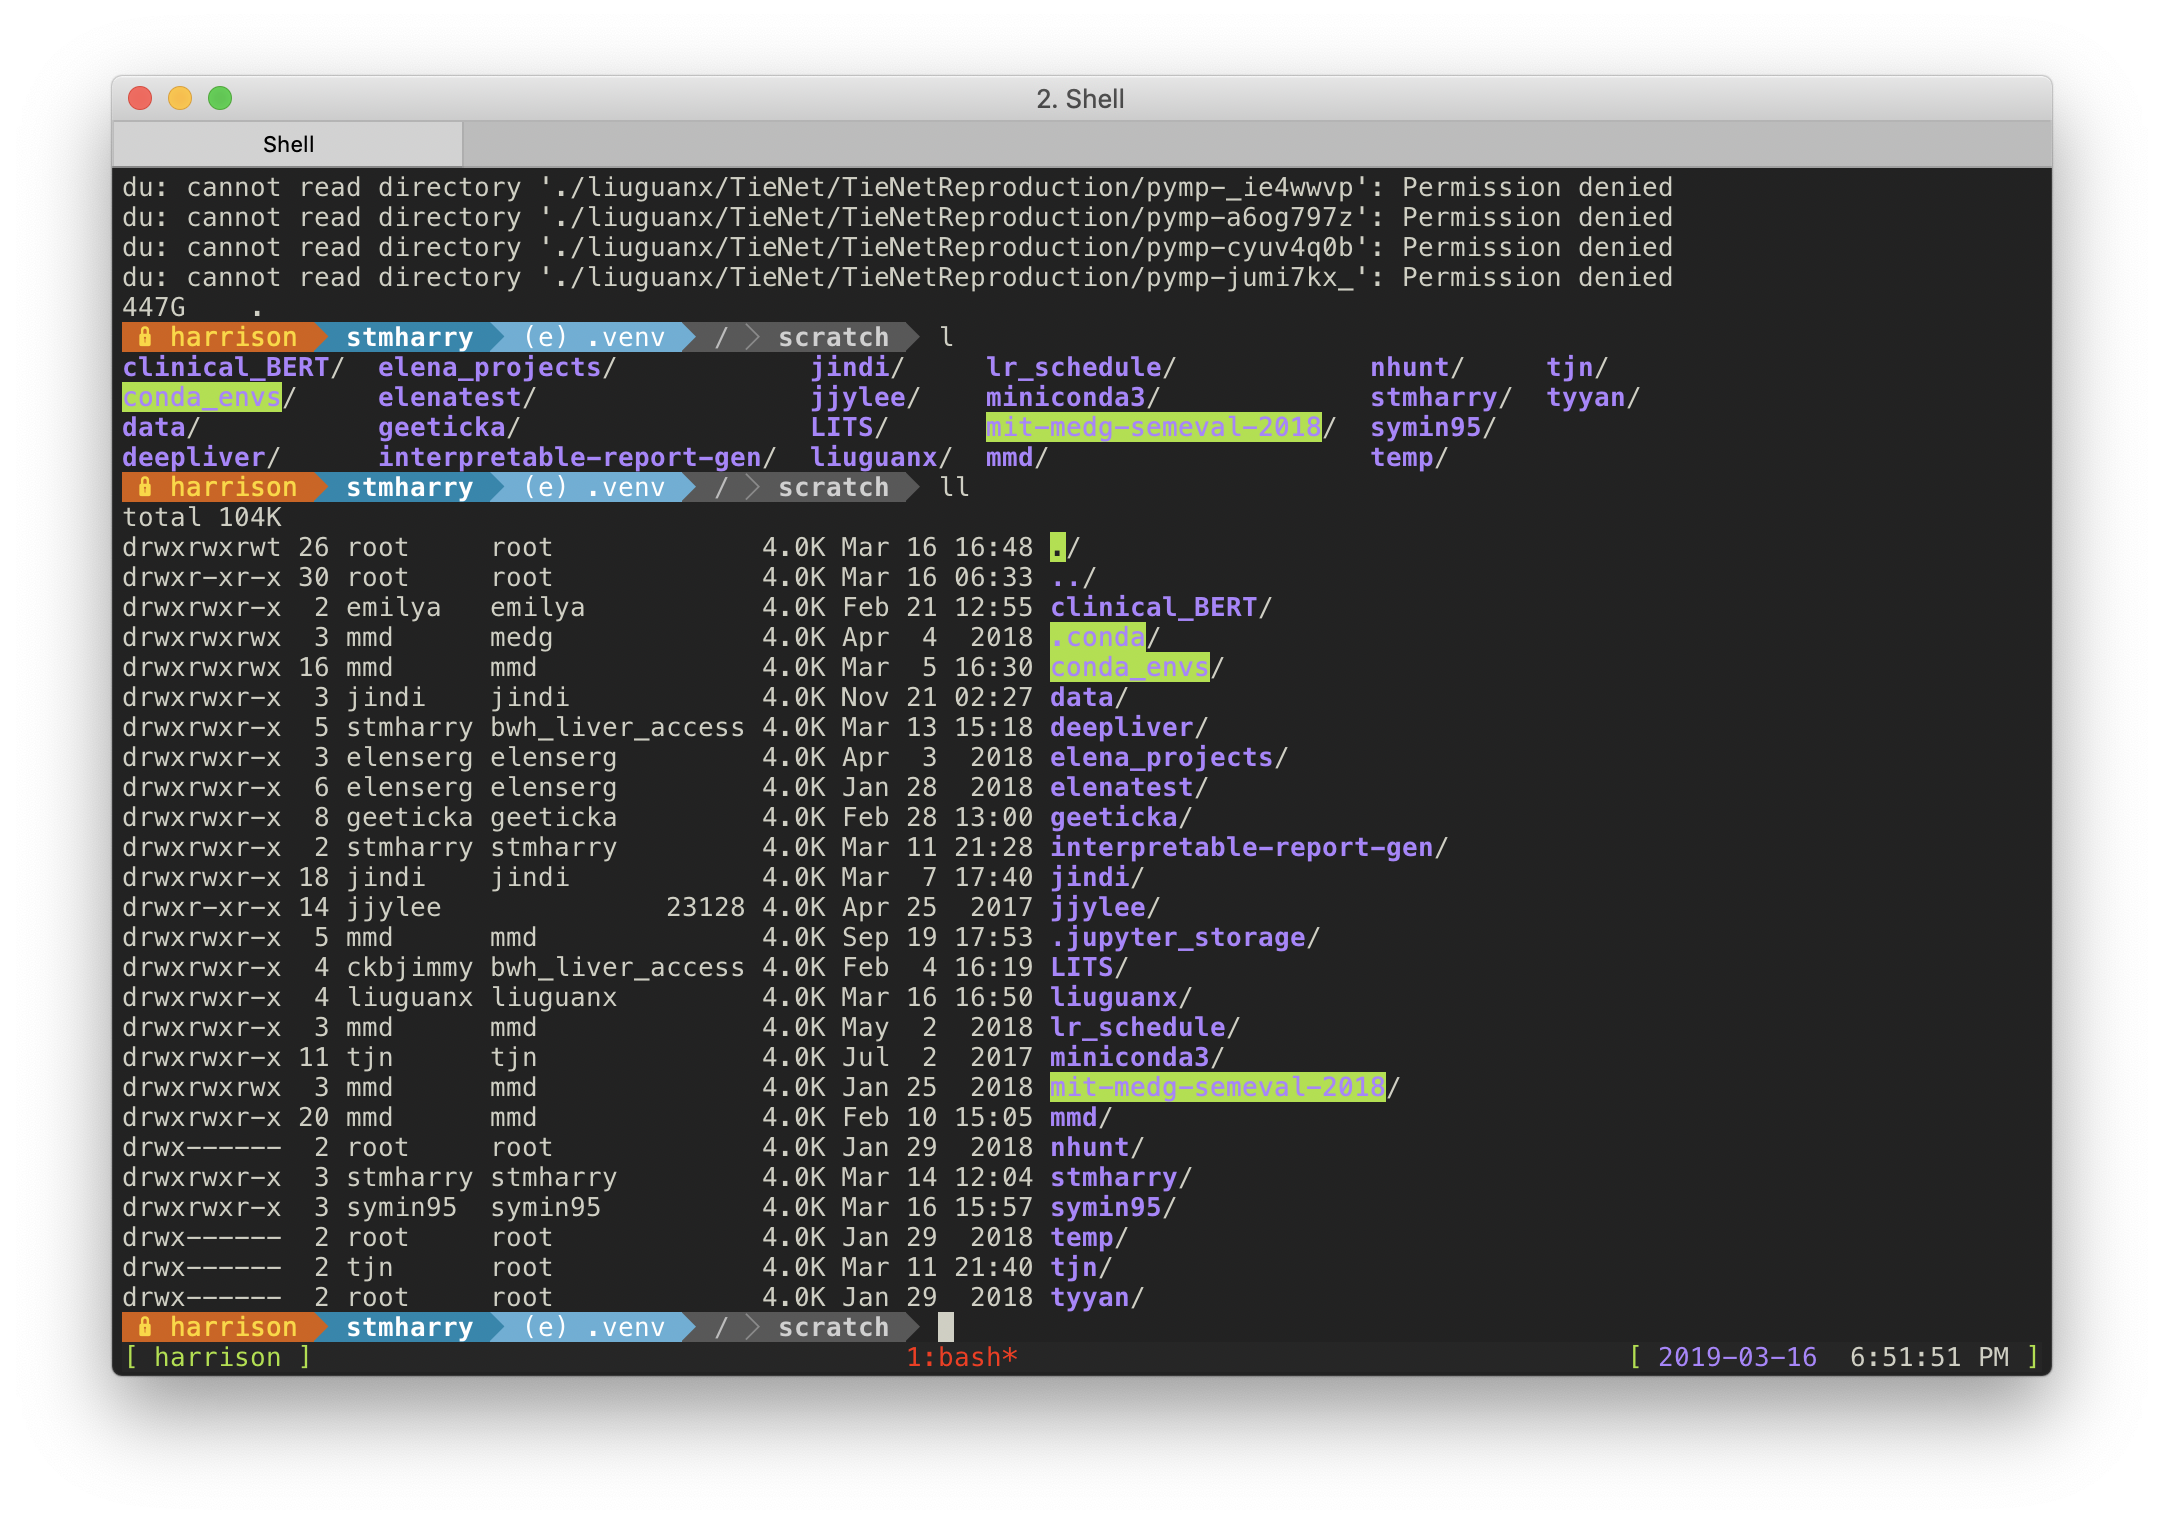 2. Shell
Shell
du: cannot read directory './liuguanx/TieNet/TieNetReproduction/pymp-_ie4wwvp': Permission denied
du: cannot read directory './liuguanx/TieNet/TieNetReproduction/pymp-a6og797z': Permission denied
du: cannot read directory './liuguanx/TieNet/TieNetReproduction/pymp-cyuv4q0b': Permission denied
du: cannot read directory './liuguanx/TieNet/TieNetReproduction/pymp-jumi7kx_': Permission denied
447G    .
harrison  stmharry  (e) .venv  /  scratch  l
clinical_BERT/  elena_projects/            jindi/     lr_schedule/            nhunt/     tjn/
conda_envs/     elenatest/                 jjylee/    miniconda3/             stmharry/  tyyan/
data/           geeticka/                  LITS/      mit-medg-semeval-2018/  symin95/
deepliver/      interpretable-report-gen/  liuguanx/  mmd/                    temp/
harrison  stmharry  (e) .venv  /  scratch  ll
total 104K
drwxrwxrwt 26 root     root             4.0K Mar 16 16:48 ./
drwxr-xr-x 30 root     root             4.0K Mar 16 06:33 ../
drwxrwxr-x  2 emilya   emilya           4.0K Feb 21 12:55 clinical_BERT/
drwxrwxrwx  3 mmd      medg             4.0K Apr  4  2018 .conda/
drwxrwxrwx 16 mmd      mmd              4.0K Mar  5 16:30 conda_envs/
drwxrwxr-x  3 jindi    jindi            4.0K Nov 21 02:27 data/
drwxrwxr-x  5 stmharry bwh_liver_access 4.0K Mar 13 15:18 deepliver/
drwxrwxr-x  3 elenserg elenserg         4.0K Apr  3  2018 elena_projects/
drwxrwxr-x  6 elenserg elenserg         4.0K Jan 28  2018 elenatest/
drwxrwxr-x  8 geeticka geeticka         4.0K Feb 28 13:00 geeticka/
drwxrwxr-x  2 stmharry stmharry         4.0K Mar 11 21:28 interpretable-report-gen/
drwxrwxr-x 18 jindi    jindi            4.0K Mar  7 17:40 jindi/
drwxr-xr-x 14 jjylee              23128 4.0K Apr 25  2017 jjylee/
drwxrwxr-x  5 mmd      mmd              4.0K Sep 19 17:53 .jupyter_storage/
drwxrwxr-x  4 ckbjimmy bwh_liver_access 4.0K Feb  4 16:19 LITS/
drwxrwxr-x  4 liuguanx liuguanx         4.0K Mar 16 16:50 liuguanx/
drwxrwxr-x  3 mmd      mmd              4.0K May  2  2018 lr_schedule/
drwxrwxr-x 11 tjn      tjn              4.0K Jul  2  2017 miniconda3/
drwxrwxrwx  3 mmd      mmd              4.0K Jan 25  2018 mit-medg-semeval-2018/
drwxrwxr-x 20 mmd      mmd              4.0K Feb 10 15:05 mmd/
drwx------  2 root     root             4.0K Jan 29  2018 nhunt/
drwxrwxr-x  3 stmharry stmharry         4.0K Mar 14 12:04 stmharry/
drwxrwxr-x  3 symin95  symin95          4.0K Mar 16 15:57 symin95/
drwx------  2 root     root             4.0K Jan 29  2018 temp/
drwx------  2 tjn      root             4.0K Mar 11 21:40 tjn/
drwx------  2 root     root             4.0K Jan 29  2018 tyyan/
harrison  stmharry  (e) .venv  /  scratch
[ harrison ]  1:bash*  [ 2019-03-16  6:51:51 PM ]